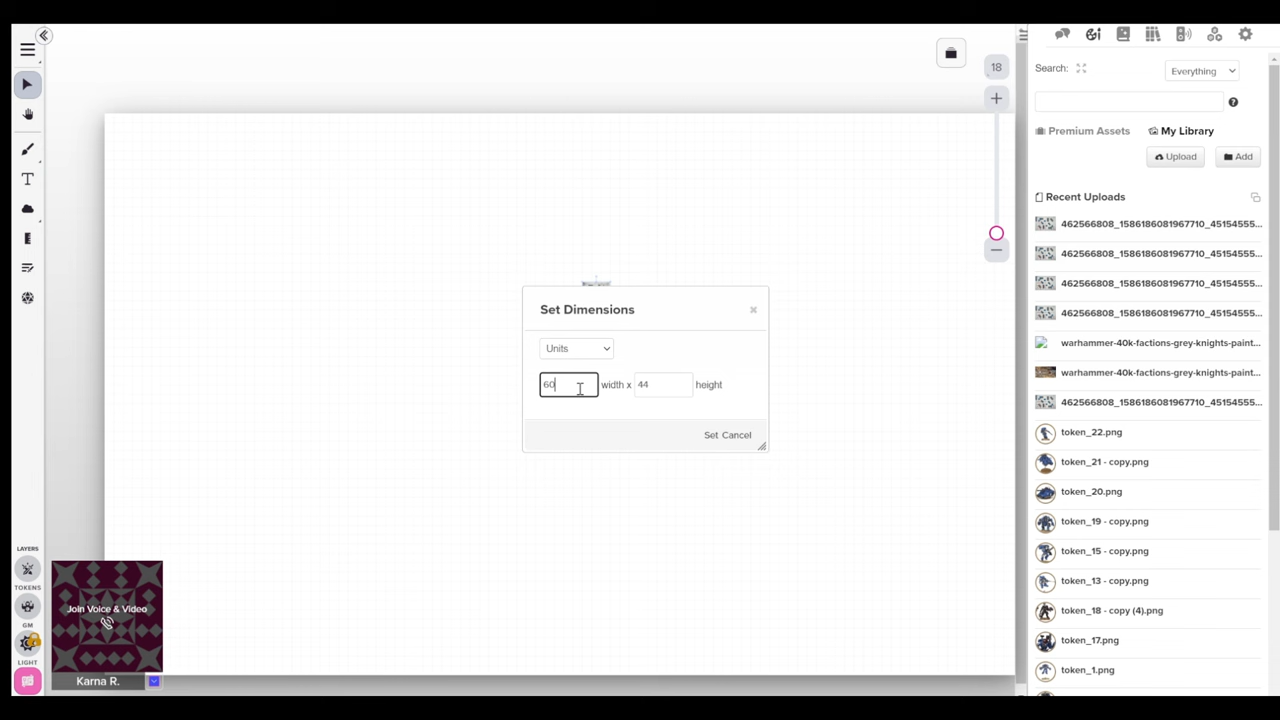 18
Search:
Everything
Premium Assets
My Library
Upload
Add
Recent Uploads
462566808_1586186081967710_45154555...
462566808_1586186081967710_45154555...
462566808_1586186081967710_45154555...
462566808_1586186081967710_45154555...
warhammer-40k-factions-grey-knights-paint...
warhammer-40k-factions-grey-knights-paint...
462566808_1586186081967710_45154555...
token_22.png
token_21 - copy.png
token_20.png
token_19 - copy.png
token_15 - copy.png
token_13 - copy.png
token_18 - copy (4).png
token_17.png
token_1.png
Set Dimensions
Units
60 width x 44 height
Set Cancel
LAYERS
TOKENS
GM
LIGHT
Join Voice & Video
Karna R.